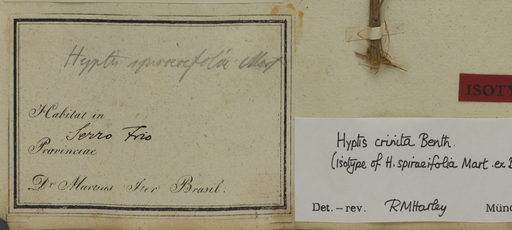 Hyptis spiraeifolia Mart
Habitat in
Serro Frio
Provinciae
Dr. Martius Iter Brasil.
ISOTY
Hyptis crinita Benth.
(Isotype of H. spiraeifolia Mart. ex B
Det. – rev. RMHarley Münc